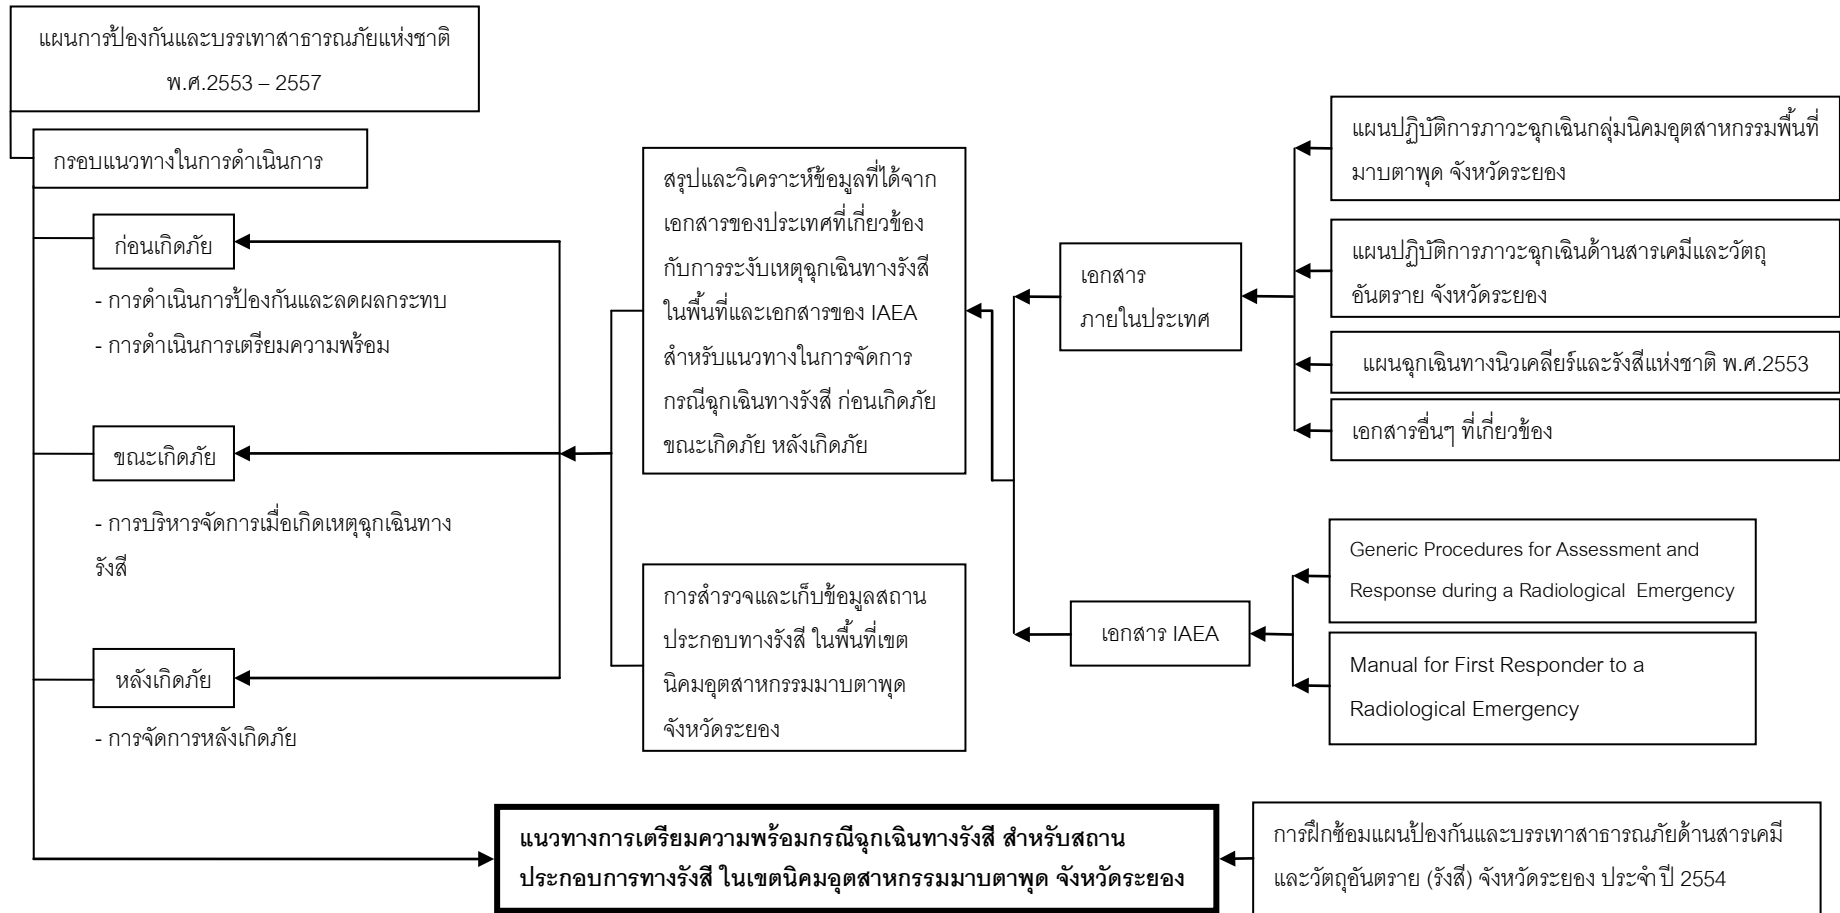 แผนการป้องกันและบรรเทาสาธารณภัยแห่งชาติ
พ.ศ.2553 – 2557
กรอบแนวทางในการดำเนินการ
ก่อนเกิดภัย
- การดำเนินการป้องกันและลดผลกระทบ
- การดำเนินการเตรียมความพร้อม
ขณะเกิดภัย
- การบริหารจัดการเมื่อเกิดเหตุฉุกเฉินทาง
รังสี
หลังเกิดภัย
- การจัดการหลังเกิดภัย
สรุปและวิเคราะห์ข้อมูลที่ได้จาก
เอกสารของประเทศที่เกี่ยวข้อง
กับการระงับเหตุฉุกเฉินทางรังสี
ในพื้นที่และเอกสารของ IAEA
สำหรับแนวทางในการจัดการ
กรณีฉุกเฉินทางรังสี ก่อนเกิดภัย
ขณะเกิดภัย หลังเกิดภัย
การสำรวจและเก็บข้อมูลสถาน
ประกอบทางรังสี ในพื้นที่เขต
นิคมอุตสาหกรรมมาบตาพุด
จังหวัดระยอง
เอกสาร
ภายในประเทศ
เอกสาร IAEA
แผนปฏิบัติการภาวะฉุกเฉินกลุ่มนิคมอุตสาหกรรมพื้นที่
มาบตาพุด จังหวัดระยอง
แผนปฏิบัติการภาวะฉุกเฉินด้านสารเคมีและวัตถุ
อันตราย จังหวัดระยอง
แผนฉุกเฉินทางนิวเคลียร์และรังสีแห่งชาติ พ.ศ.2553
เอกสารอื่นๆ ที่เกี่ยวข้อง
Generic Procedures for Assessment and
Response during a Radiological Emergency
Manual for First Responder to a
Radiological Emergency
แนวทางการเตรียมความพร้อมกรณีฉุกเฉินทางรังสี สำหรับสถาน
ประกอบการทางรังสี ในเขตนิคมอุตสาหกรรมมาบตาพุด จังหวัดระยอง
การฝึกซ้อมแผนป้องกันและบรรเทาสาธารณภัยด้านสารเคมี
และวัตถุอันตราย (รังสี) จังหวัดระยอง ประจำปี 2554